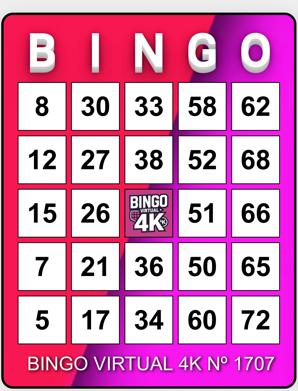 B I N G O
8 30 33 58 62
12 27 38 52 68
15 26 BINGO VIRTUAL 4K 51 66
7 21 36 50 65
5 17 34 60 72
BINGO VIRTUAL 4K Nº 1707